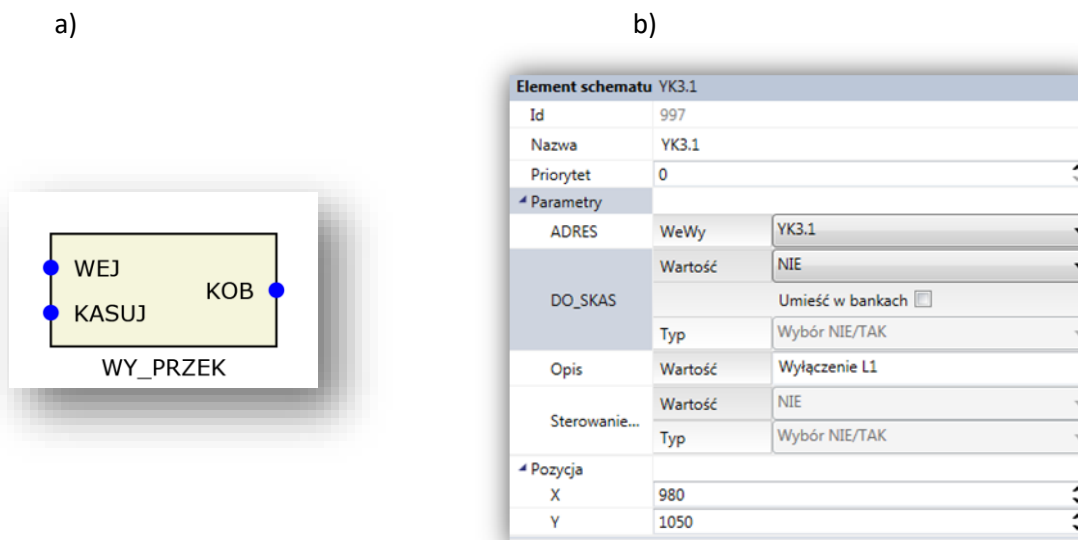 a)
b)
WEJ
KASUJ
KOB
WY_PRZEK
Element schematu YK3.1
Id 997
Nazwa YK3.1
Priorytet 0
Parametry
ADRES WeWy YK3.1
DO_SKAS Wartość NIE
Umieść w bankach
Typ Wybór NIE/TAK
Opis Wartość Wyłączenie L1
Sterowanie... Wartość NIE
Typ Wybór NIE/TAK
Pozycja
X 980
Y 1050